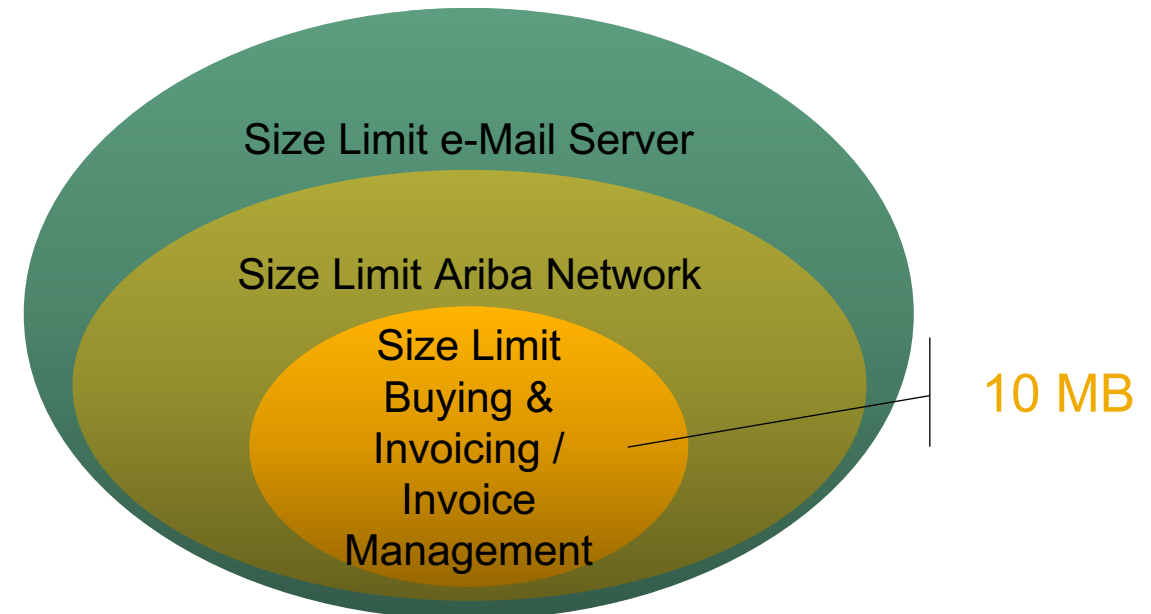 Size Limit e-Mail Server
Size Limit Ariba Network
Size Limit
Buying &
Invoicing /
Invoice
Management
10 MB